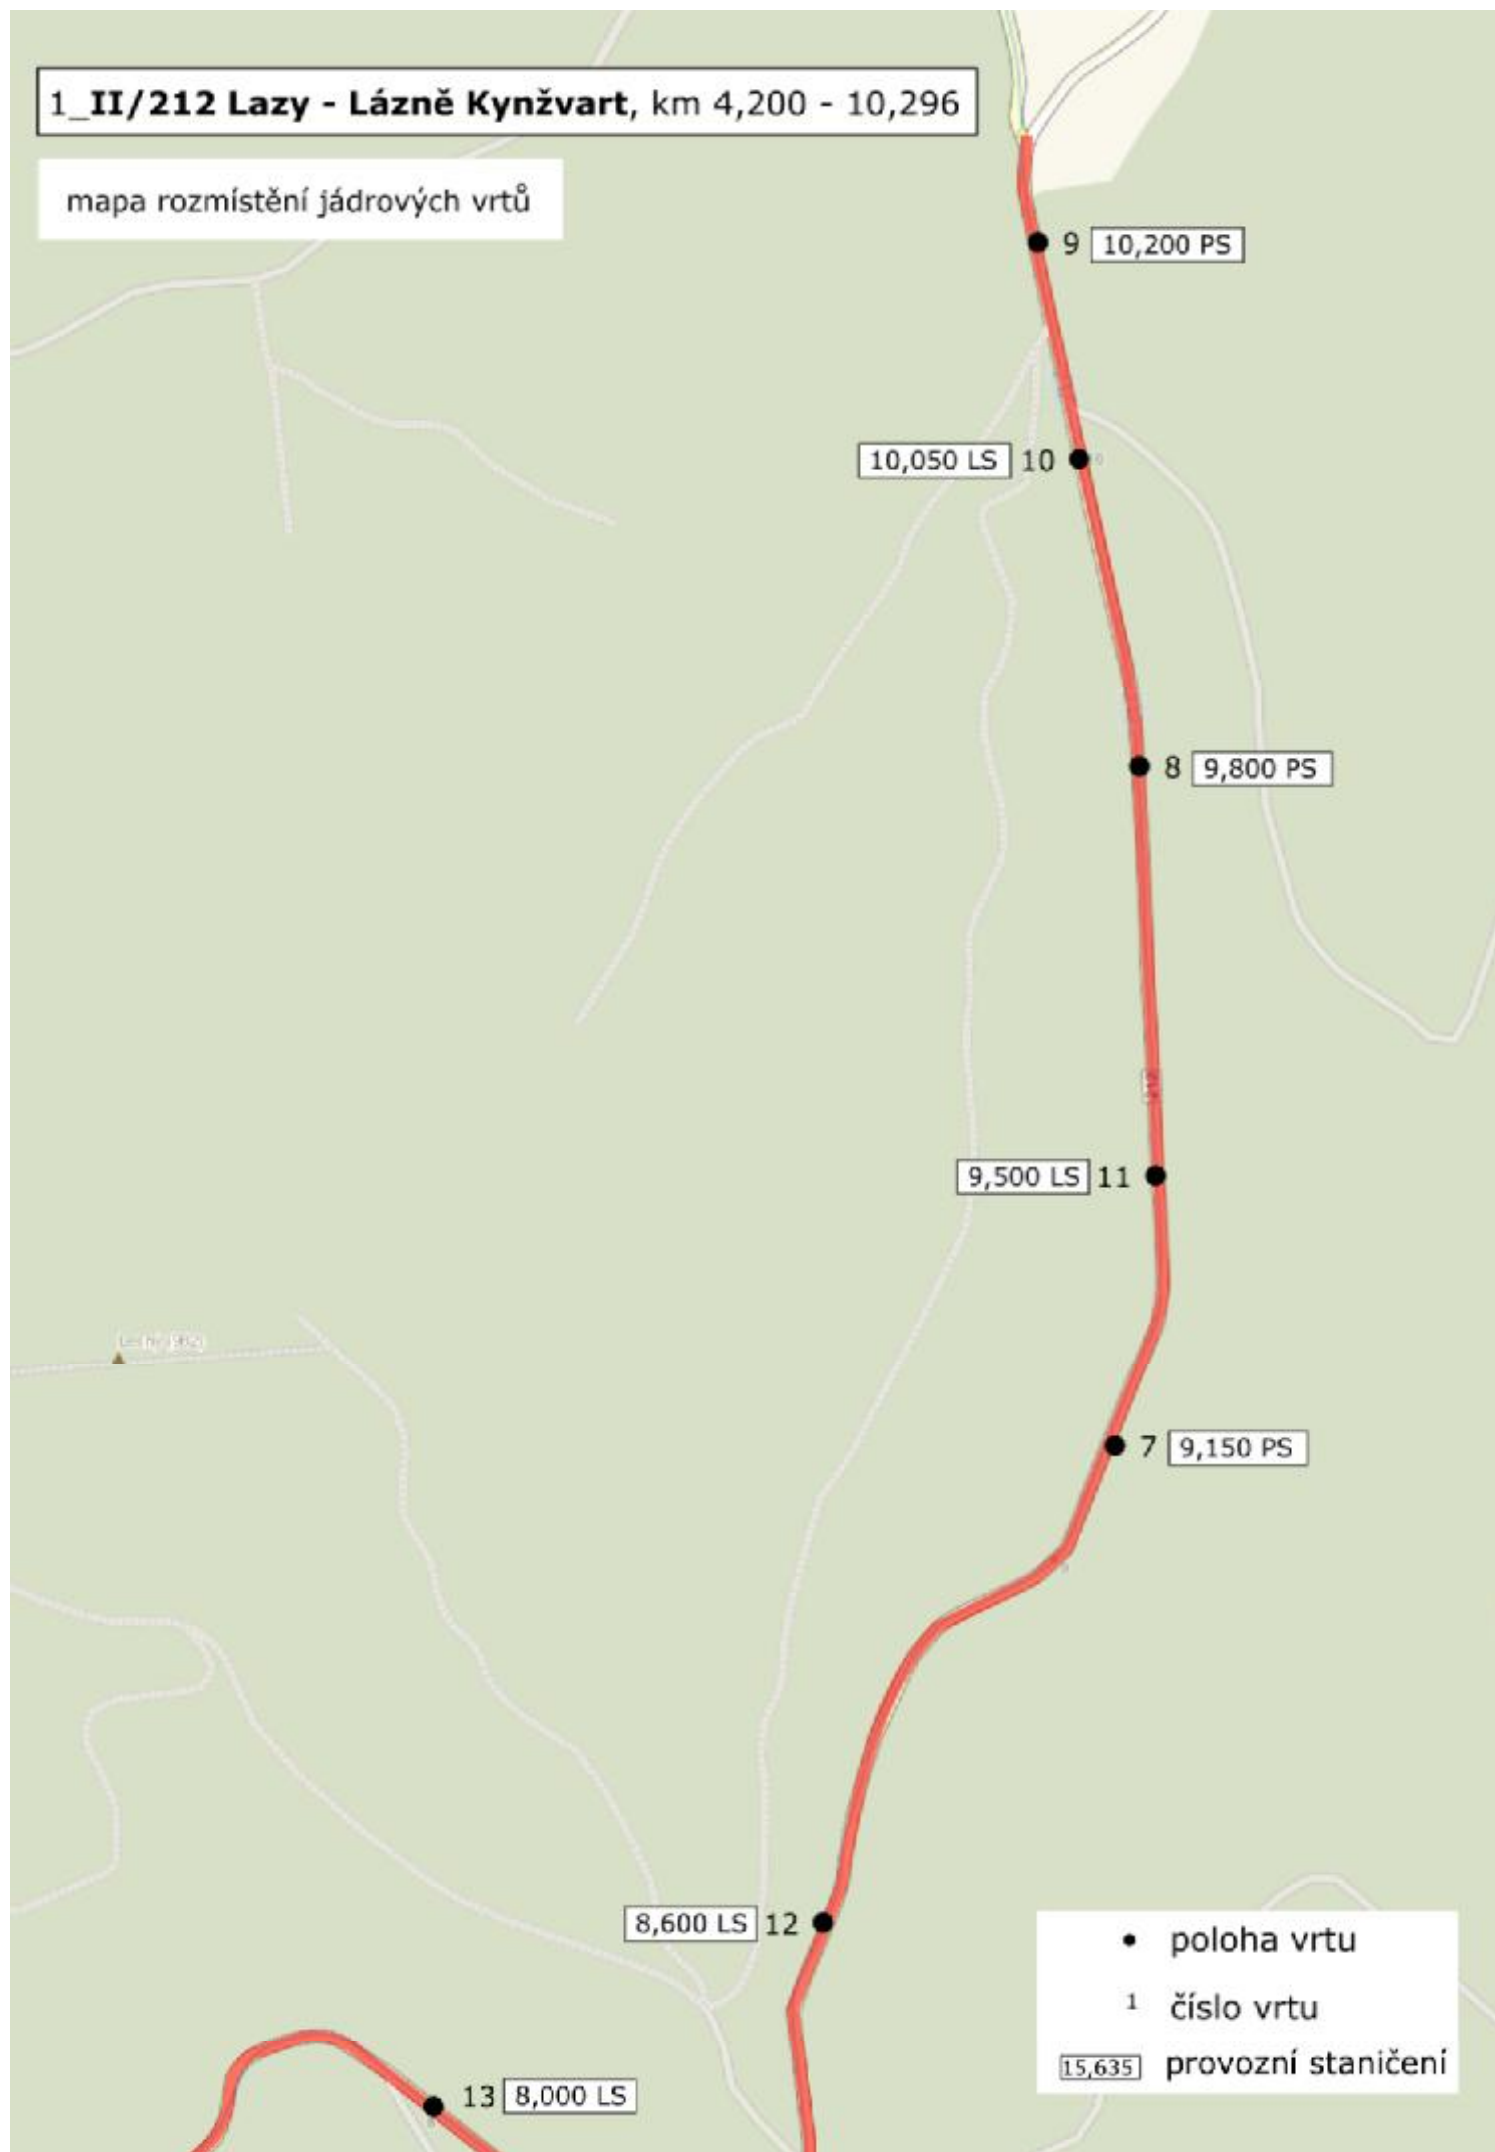 1_II/212 Lazy - Lázně Kynžvart, km 4,200 - 10,296
mapa rozmístění jádrových vrtů
9 10,200 PS
10,050 LS 10
8 9,800 PS
212
9,500 LS 11
7 9,150 PS
8,600 LS 12
13 8,000 LS
• poloha vrtu
1 číslo vrtu
15,635 provozní staničení